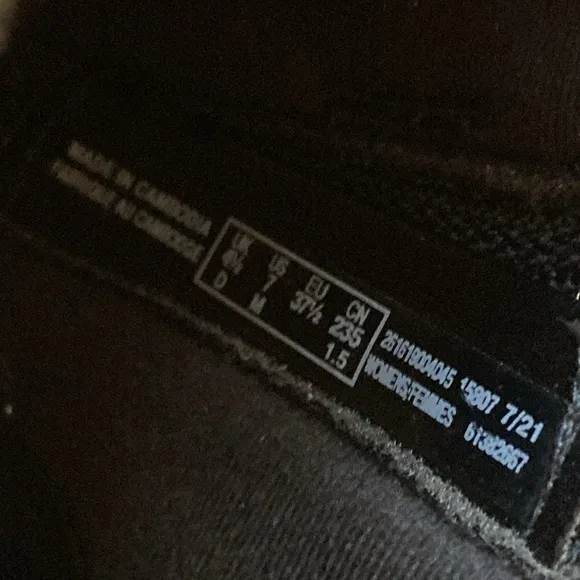 MADE IN CAMBODIA
FABRIQUÉ AU CAMBODGE
UK US EU CN
4½ 7 37½ 235
D M 1.5
261618004045 15807 7/21
WOMENS/FEMMES 61382667